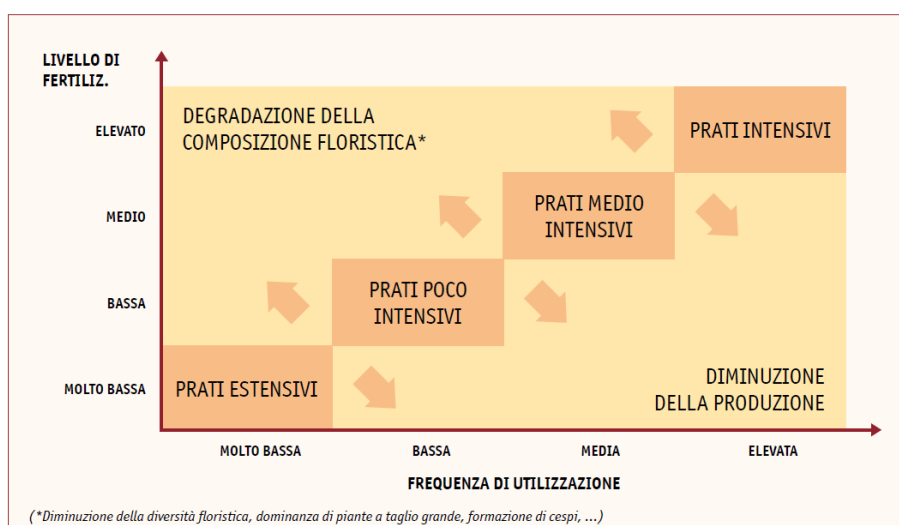 LIVELLO DI
FERTILIZ.
DEGRADAZIONE DELLA
COMPOSIZIONE FLORISTICA*
ELEVATO
PRATI INTENSIVI
MEDIO
PRATI MEDIO
INTENSIVI
BASSA
PRATI POCO
INTENSIVI
MOLTO BASSA
PRATI ESTENSIVI
DIMINUZIONE
DELLA PRODUZIONE
MOLTO BASSA
BASSA
MEDIA
ELEVATA
FREQUENZA DI UTILIZZAZIONE
(*Diminuzione della diversità floristica, dominanza di piante a taglio grande, formazione di cespi, ...)